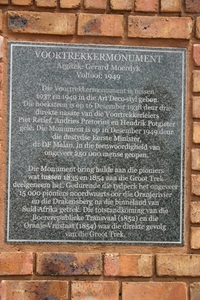 VOORTREKKERMONUMENT
Argitek: Gerard Moerdyk
Voltooi: 1949
Die Voortrekkermonument is tussen
1937 en 1949 in die Art Deco-styl gebou.
Die hoeksteen is op 16 Desember 1938 deur drie
direkte nasate van die Voortrekkerleiers
Piet Retief, Andries Pretorius en Hendrik Potgieter
gelê. Die Monument is op 16 Desember 1949 deur
die destydse Eerste Minister,
dr DF Malan, in die teenwoordigheid van
ongeveer 250 000 mense geopen.
Die Monument bring hulde aan die pioniers
wat tussen 1835 en 1854 aan die Groot Trek
deelgeneem het. Gedurende die tydperk het ongeveer
15 000 pioniers noordwaarts oor die Oranjerivier
en die Drakensberg na die binneland van
Suid-Afrika getrek. Die totstandkoming van die
Boererepublieke Transvaal (1852) en die
Oranje-Vrystaat (1854) was die direkte gevolg
van die Groot Trek.